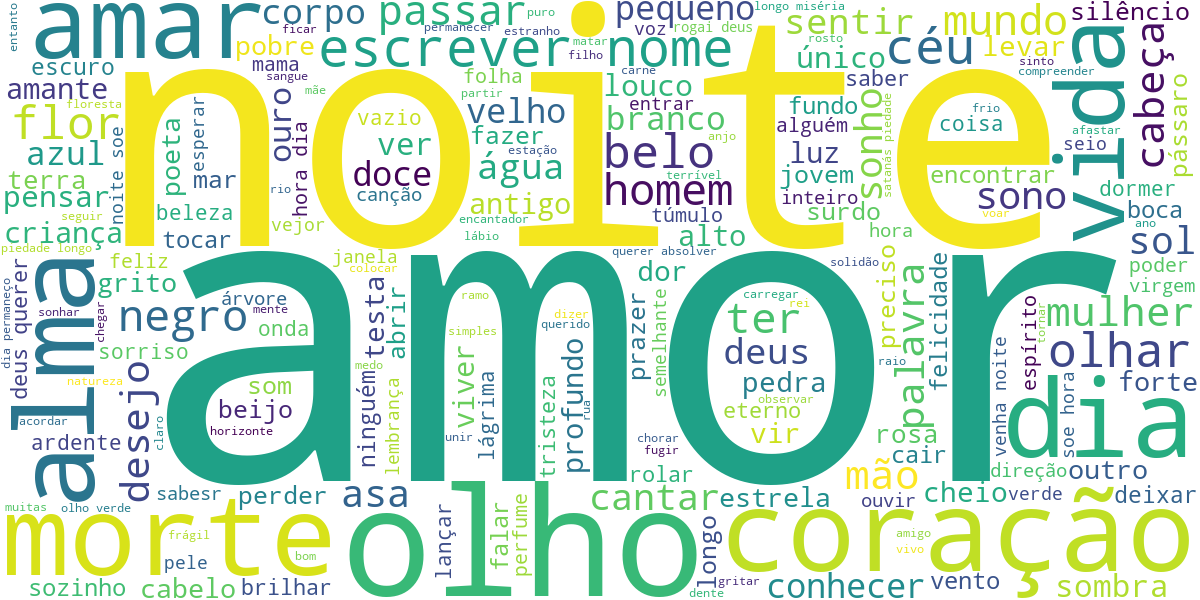 noite
amor
amar
corpo
passar
puro
permanecer
estranho
pequeno
voz
rogai deus
longo miséria
sentir
mundo
silêncio
entanto
ficar
pobre
escrever
nome
matar
filho
rosto
único
céu
levar
sinto
compreender
vida
cabeça
escuro
mama
sangue
amante
floresta
mãe
folha
partir
carne
louco
saber
flor
noite soe
esperar
ouro
hora dia
vazio
velho
entrar
branco
anjo
fundo
alguém
sonho
satanás piedade
frio
coisa
afastar
seio
pássaro
azul
poeta
ver
fazer
estação
belo
luz
terra
mar
rio
doce
água
terrível
homem
jovem
inteiro
encontrar
sono
dormer
pensar
seguir
beleza
canção
antigo
encantador
túmulo
surdo
voar
boca
ano
criança
tocar
vejor
lábio
alto
hora
sol
piedade longo
alma
feliz
janela
colocar
querer absolver
solidão
dia permaneço
deus querer
grito
árvore
mente
testa
abrir
ramo
dor
carregar
rei
preciso
palavra
felicidade
poder
virgem
sonhar
chegar
negro
onda
simples
dizer
querido
prazer
semelhante
ter
espírito
tornar
mulher
sorriso
medo
viver
profundo
rua
deus
raio
venha noite
olhar
natureza
desejo
som
lágrima
tristeza
pedra
observar
dia
soe hora
forte
acordar
beijo
ninguém
lembrança
eterno
ardente
claro
horizonte
unir
chorar
fugir
vir
rosa
cair
direção
outro
rolar
mão
muitas
olho verde
sabesr
perder
asa
olho
cantar
estrela
ouvir
cheio
verde
deixar
morte
frágil
bom
lançar
falar
perfume
longo
coração
amigo
vivo
pele
sozinho
cabelo
brilhar
dente
gritar
conhecer
vento
sombra